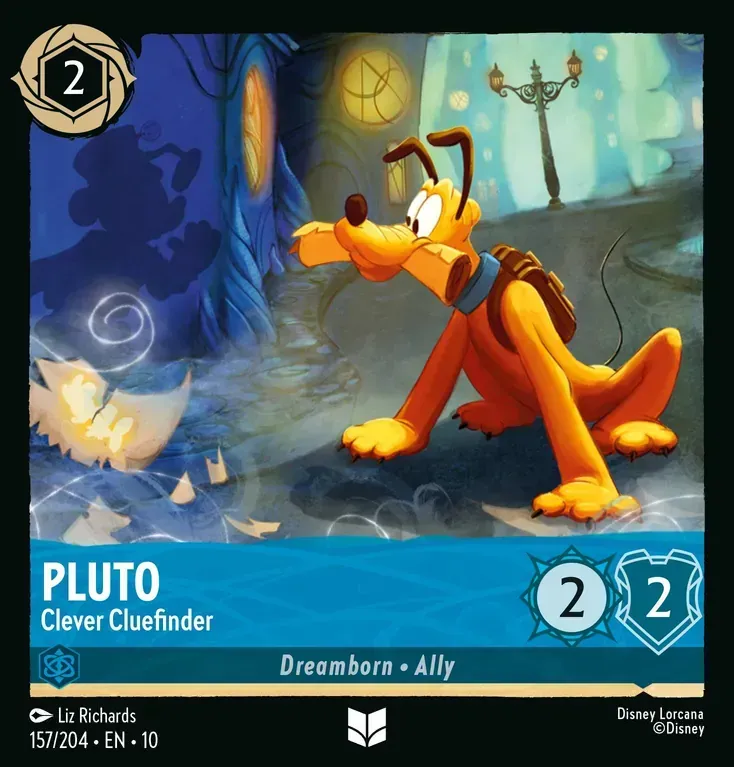 2
PLUTO
Clever Cluefinder
2
2
Dreamborn • Ally
Liz Richards
Disney Lorcana
157/204 • EN • 10
©Disney